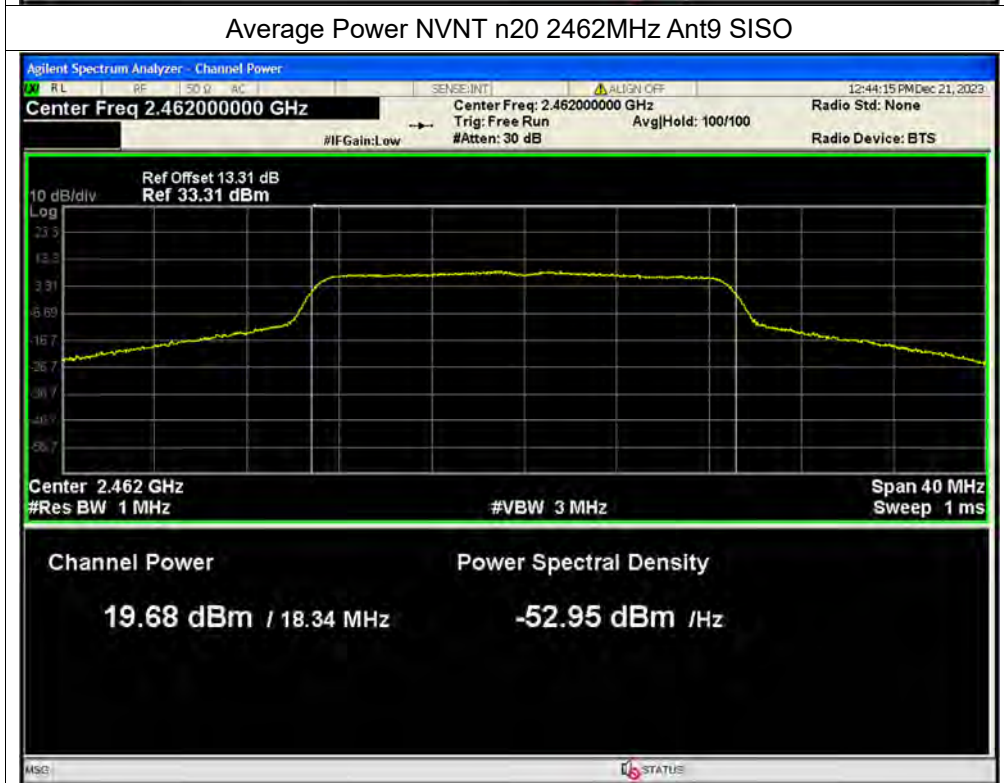 Average Power NVNT n20 2462MHz Ant9 SISO
Agilent Spectrum Analyzer - Channel Power
RL RF 50 Ω AC SENSE:INT ALIGN OFF 12:44:15 PM Dec 21, 2023
Center Freq 2.462000000 GHz Center Freq: 2.462000000 GHz Radio Std: None
Trig: Free Run Avg|Hold: 100/100
#IFGain:Low #Atten: 30 dB Radio Device: BTS
Ref Offset 13.31 dB
10 dB/div Ref 33.31 dBm
Log
23.3
13.3
3.31
-6.69
-16.7
-26.7
-36.7
-46.7
-56.7
Center 2.462 GHz Span 40 MHz
#Res BW 1 MHz #VBW 3 MHz Sweep 1 ms
Channel Power Power Spectral Density
19.68 dBm / 18.34 MHz -52.95 dBm /Hz
MSG STATUS